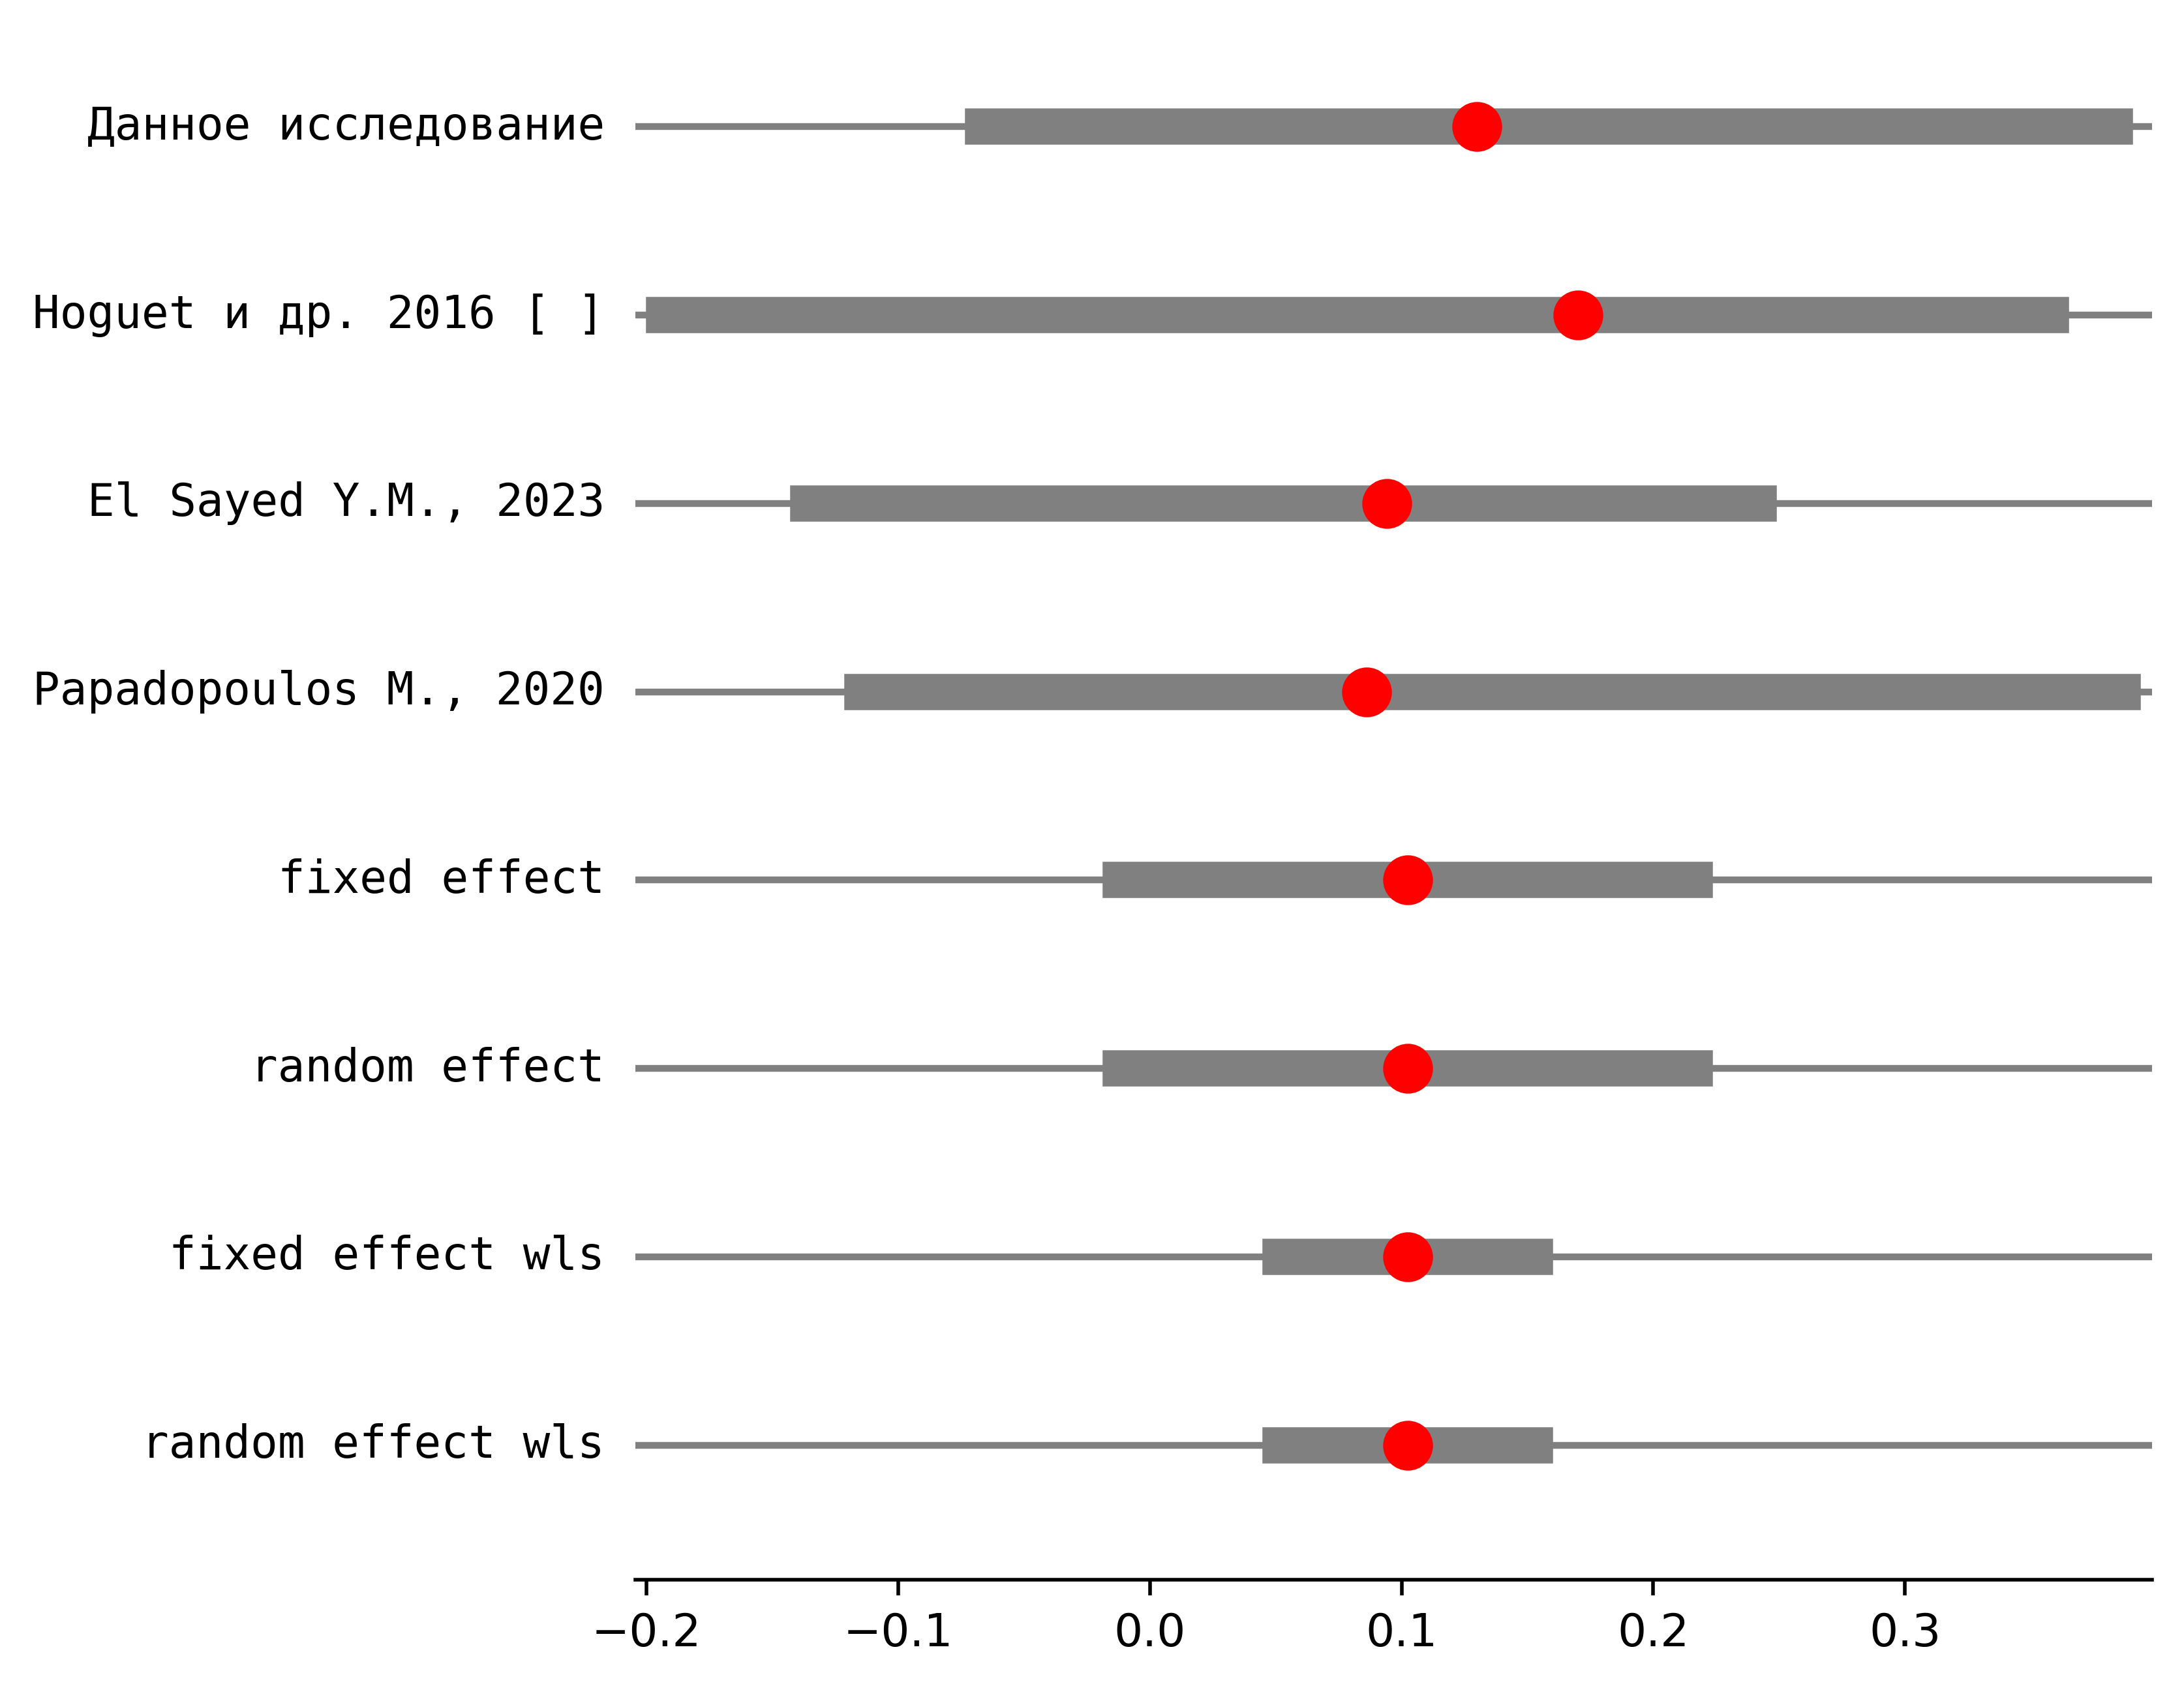 Данное исследование
Hoguet и др. 2016 [ ]
El Sayed Y.M., 2023
Papadopoulos M., 2020
fixed effect
random effect
fixed effect wls
random effect wls
−0.2 −0.1 0.0 0.1 0.2 0.3